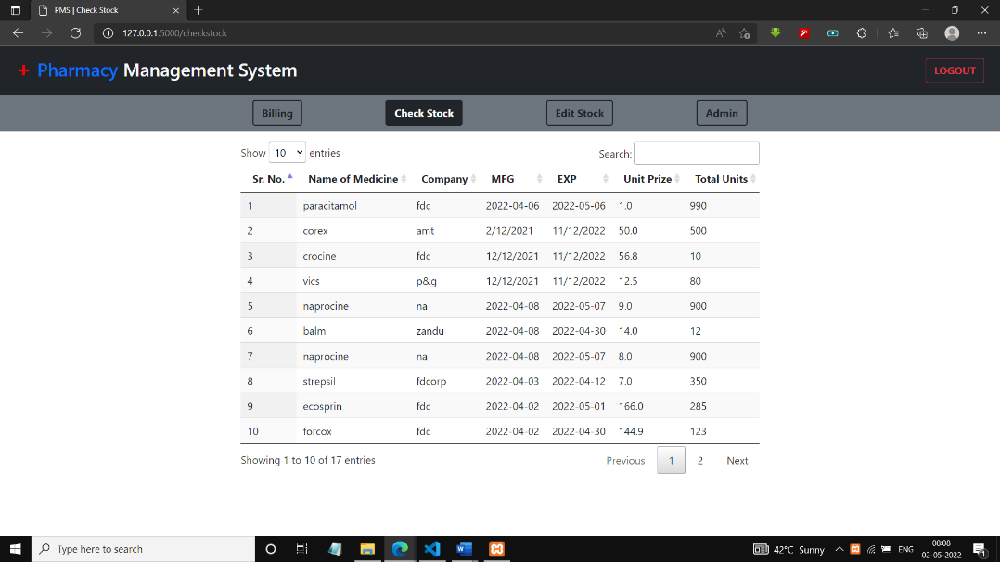 PMS | Check Stock
127.0.0.1:5000/checkstock
+ Pharmacy Management System LOGOUT
Billing Check Stock Edit Stock Admin
Show 10 entries Search:
Sr. No. Name of Medicine Company MFG EXP Unit Prize Total Units
1 paracitamol fdc 2022-04-06 2022-05-06 1.0 990
2 corex amt 2/12/2021 11/12/2022 50.0 500
3 crocine fdc 12/12/2021 11/12/2022 56.8 10
4 vics p&g 12/12/2021 11/12/2022 12.5 80
5 naprocine na 2022-04-08 2022-05-07 9.0 900
6 balm zandu 2022-04-08 2022-04-30 14.0 12
7 naprocine na 2022-04-08 2022-05-07 8.0 900
8 strepsil fdcorp 2022-04-03 2022-04-12 7.0 350
9 ecosprin fdc 2022-04-02 2022-05-01 166.0 285
10 forcox fdc 2022-04-02 2022-04-30 144.9 123
Showing 1 to 10 of 17 entries Previous 1 2 Next
Type here to search 42°C Sunny ENG 08:08
02-05-2022 1